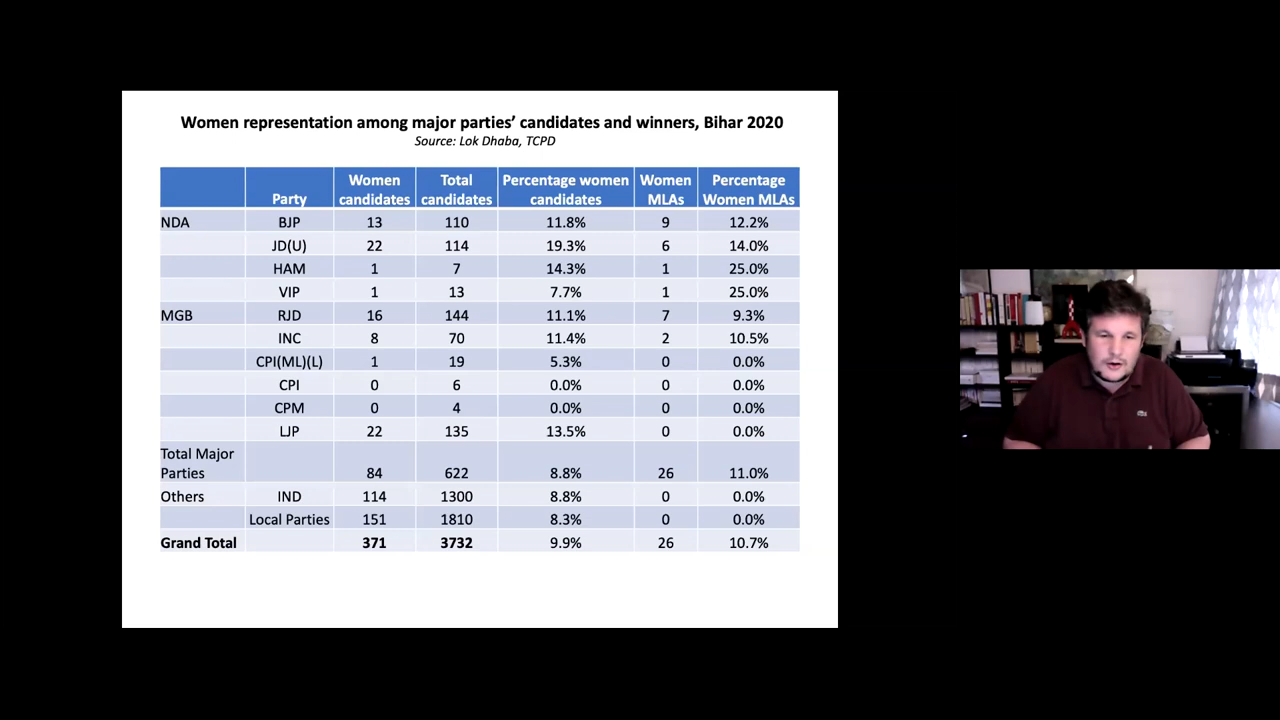 Women representation among major parties’ candidates and winners, Bihar 2020
Source: Lok Dhaba, TCPD
Party Women candidates Total candidates Percentage women candidates Women MLAs Percentage Women MLAs
NDA BJP 13 110 11.8% 9 12.2%
JD(U) 22 114 19.3% 6 14.0%
HAM 1 7 14.3% 1 25.0%
VIP 1 13 7.7% 1 25.0%
MGB RJD 16 144 11.1% 7 9.3%
INC 8 70 11.4% 2 10.5%
CPI(ML)(L) 1 19 5.3% 0 0.0%
CPI 0 6 0.0% 0 0.0%
CPM 0 4 0.0% 0 0.0%
LJP 22 135 13.5% 0 0.0%
Total Major Parties 84 622 8.8% 26 11.0%
Others IND 114 1300 8.8% 0 0.0%
Local Parties 151 1810 8.3% 0 0.0%
Grand Total 371 3732 9.9% 26 10.7%